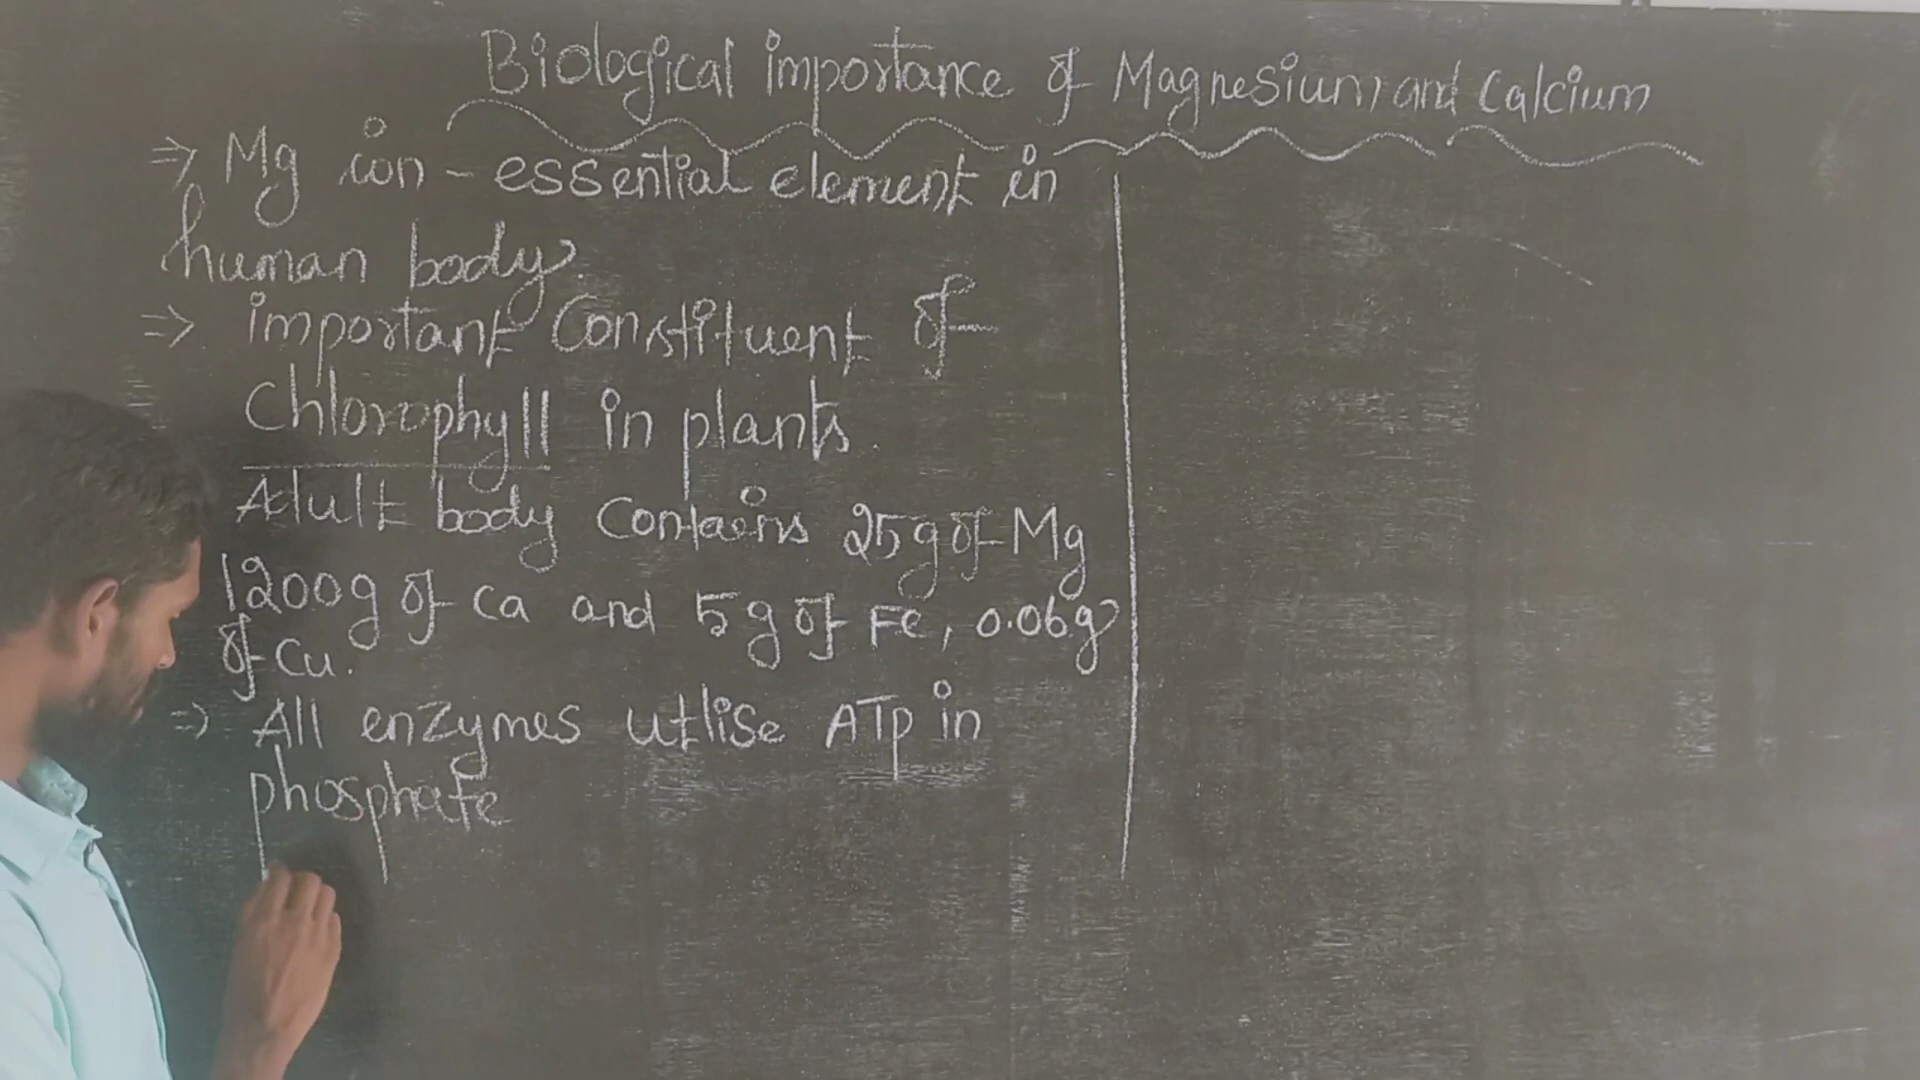 Biological importance of Magnesium and Calcium
⇒ Mg ion - essential element in
human body.
⇒ important Constituent of
Chlorophyll in plants.
Adult body contains 25g of Mg
1200g of Ca and 5g of Fe, 0.06g
of Cu.
⇒ All enzymes utlise ATP in
phosphate